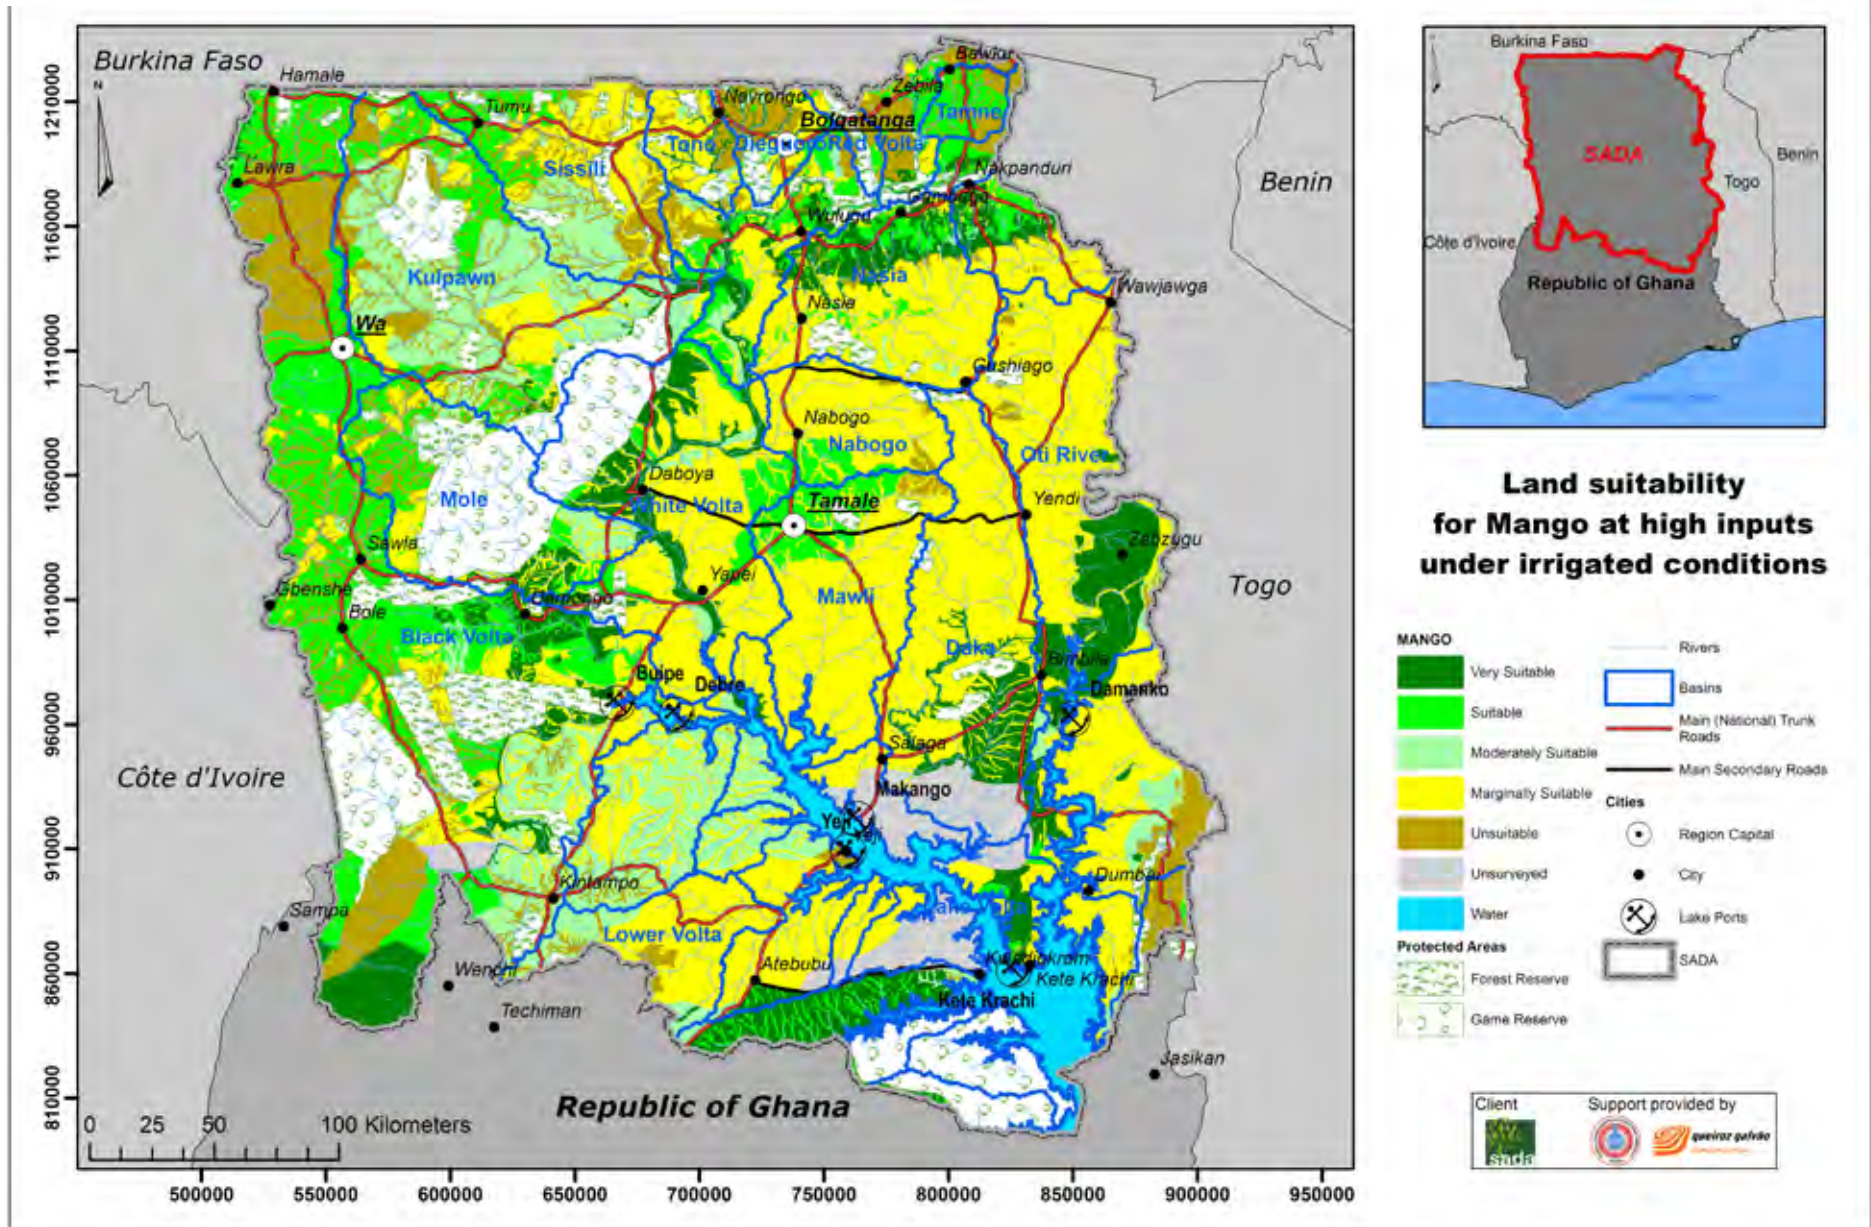 Burkina Faso
Hamale
Tumu
Navrongo
Zebila
Bolgatanga
Tamne
Lawra
Sissili
Tono
Red Volta
Nakpanduri
Benin
Wulugu
Kulpawn
Nasia
Wawjawga
Nasia
Wa
Gushiago
Nabogo
Nabogo
Oti River
Daboya
Mole
White Volta
Tamale
Yendi
Sawla
Zabzugu
Gbenshe
Yapei
Mawli
Togo
Bole
Black Volta
Daka
Bimbila
Buipe
Debre
Damanko
Salaga
Côte d'Ivoire
Makango
Yeji
Yeji
Kintampo
Dumbai
Sampa
Lower Volta
Atebubu
Wenchi
Kete Krachi
Kete Krachi
Techiman
Jasikan
Republic of Ghana
0 25 50 100 Kilometers
1210000
1160000
1110000
1060000
1010000
960000
910000
860000
810000
500000 550000 600000 650000 700000 750000 800000 850000 900000 950000
Burkina Faso
SADA
Benin
Togo
Côte d'Ivoire
Republic of Ghana
Land suitability
for Mango at high inputs
under irrigated conditions
MANGO
Very Suitable
Suitable
Moderately Suitable
Marginally Suitable
Unsuitable
Unsurveyed
Water
Protected Areas
Forest Reserve
Game Reserve
Rivers
Basins
Main (National) Trunk
Roads
Main Secondary Roads
Cities
Region Capital
City
Lake Ports
SADA
Client
Support provided by
sada
queiroz galvão